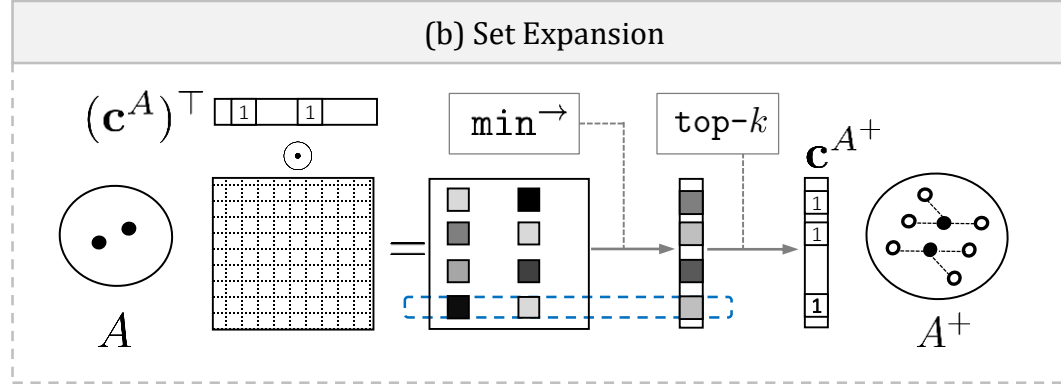 (b) Set Expansion
(c^A)^⊤
1 1
⊙
min→
top-k
c^{A+}
=
1
1
1
A
A^+